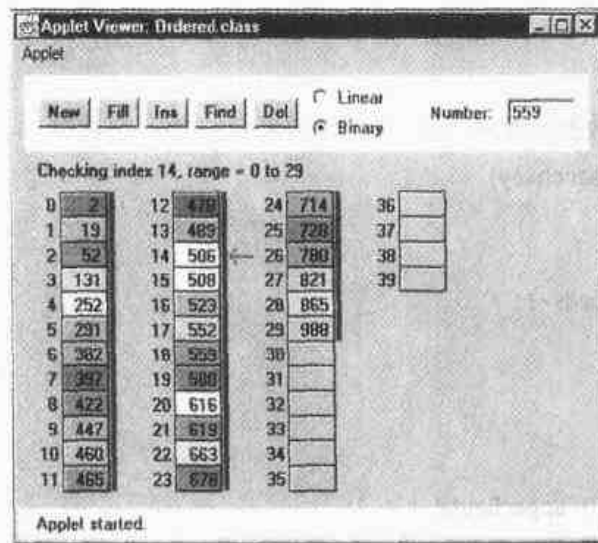 Applet Viewer: Ordered.class
Applet
New Fill Ins Find Del Linear Binary Number: 559
Checking index 14, range = 0 to 29
0 2 12 24 714 36
1 19 13 489 25 728 37
2 52 14 506 26 780 38
3 131 15 508 27 821 39
4 252 16 523 28 865
5 291 17 552 29 988
6 382 18 559 30
7 397 19 580 31
8 422 20 616 32
9 447 21 619 33
10 460 22 663 34
11 465 23 678 35
Applet started.